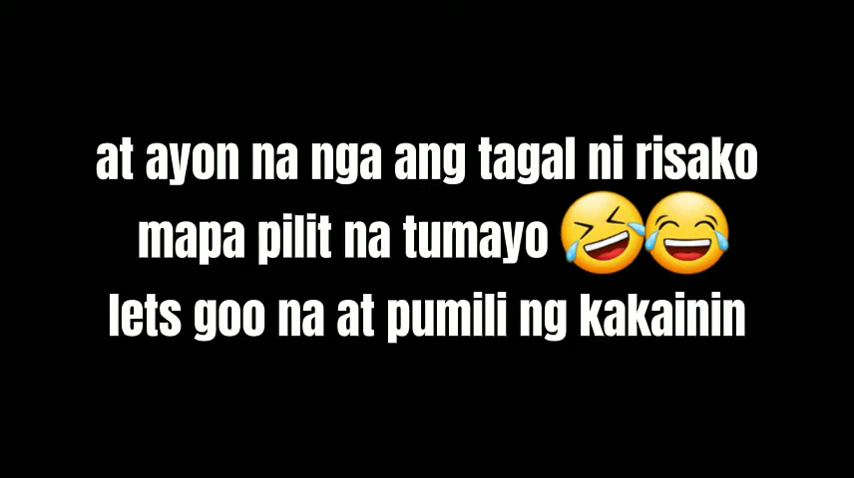 at ayon na nga ang tagal ni risako
mapa pilit na tumayo 🤣😂
lets goo na at pumili ng kakainin